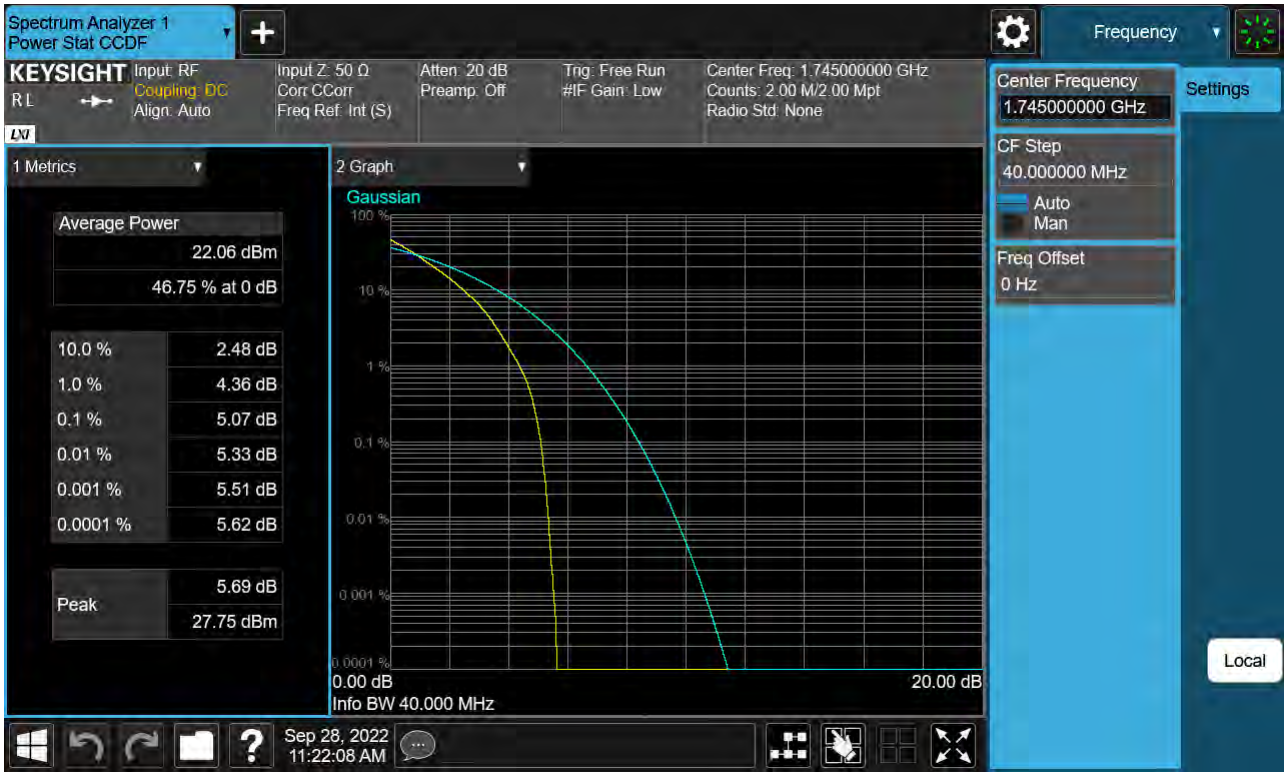 Spectrum Analyzer 1
Power Stat CCDF
Frequency
KEYSIGHT
R L
LXI
Input: RF
Coupling: DC
Align: Auto
Input Z: 50 Ω
Corr CCorr
Freq Ref: Int (S)
Atten: 20 dB
Preamp: Off
Trig: Free Run
#IF Gain: Low
Center Freq: 1.745000000 GHz
Counts: 2.00 M/2.00 Mpt
Radio Std: None
Center Frequency
1.745000000 GHz
Settings
CF Step
40.000000 MHz
Auto
Man
Freq Offset
0 Hz
Local
1 Metrics
Average Power
22.06 dBm
46.75 % at 0 dB
10.0 % 2.48 dB
1.0 % 4.36 dB
0.1 % 5.07 dB
0.01 % 5.33 dB
0.001 % 5.51 dB
0.0001 % 5.62 dB
Peak
5.69 dB
27.75 dBm
2 Graph
Gaussian
100 %
10 %
1 %
0.1 %
0.01 %
0.001 %
0.0001 %
0.00 dB 20.00 dB
Info BW 40.000 MHz
Sep 28, 2022
11:22:08 AM